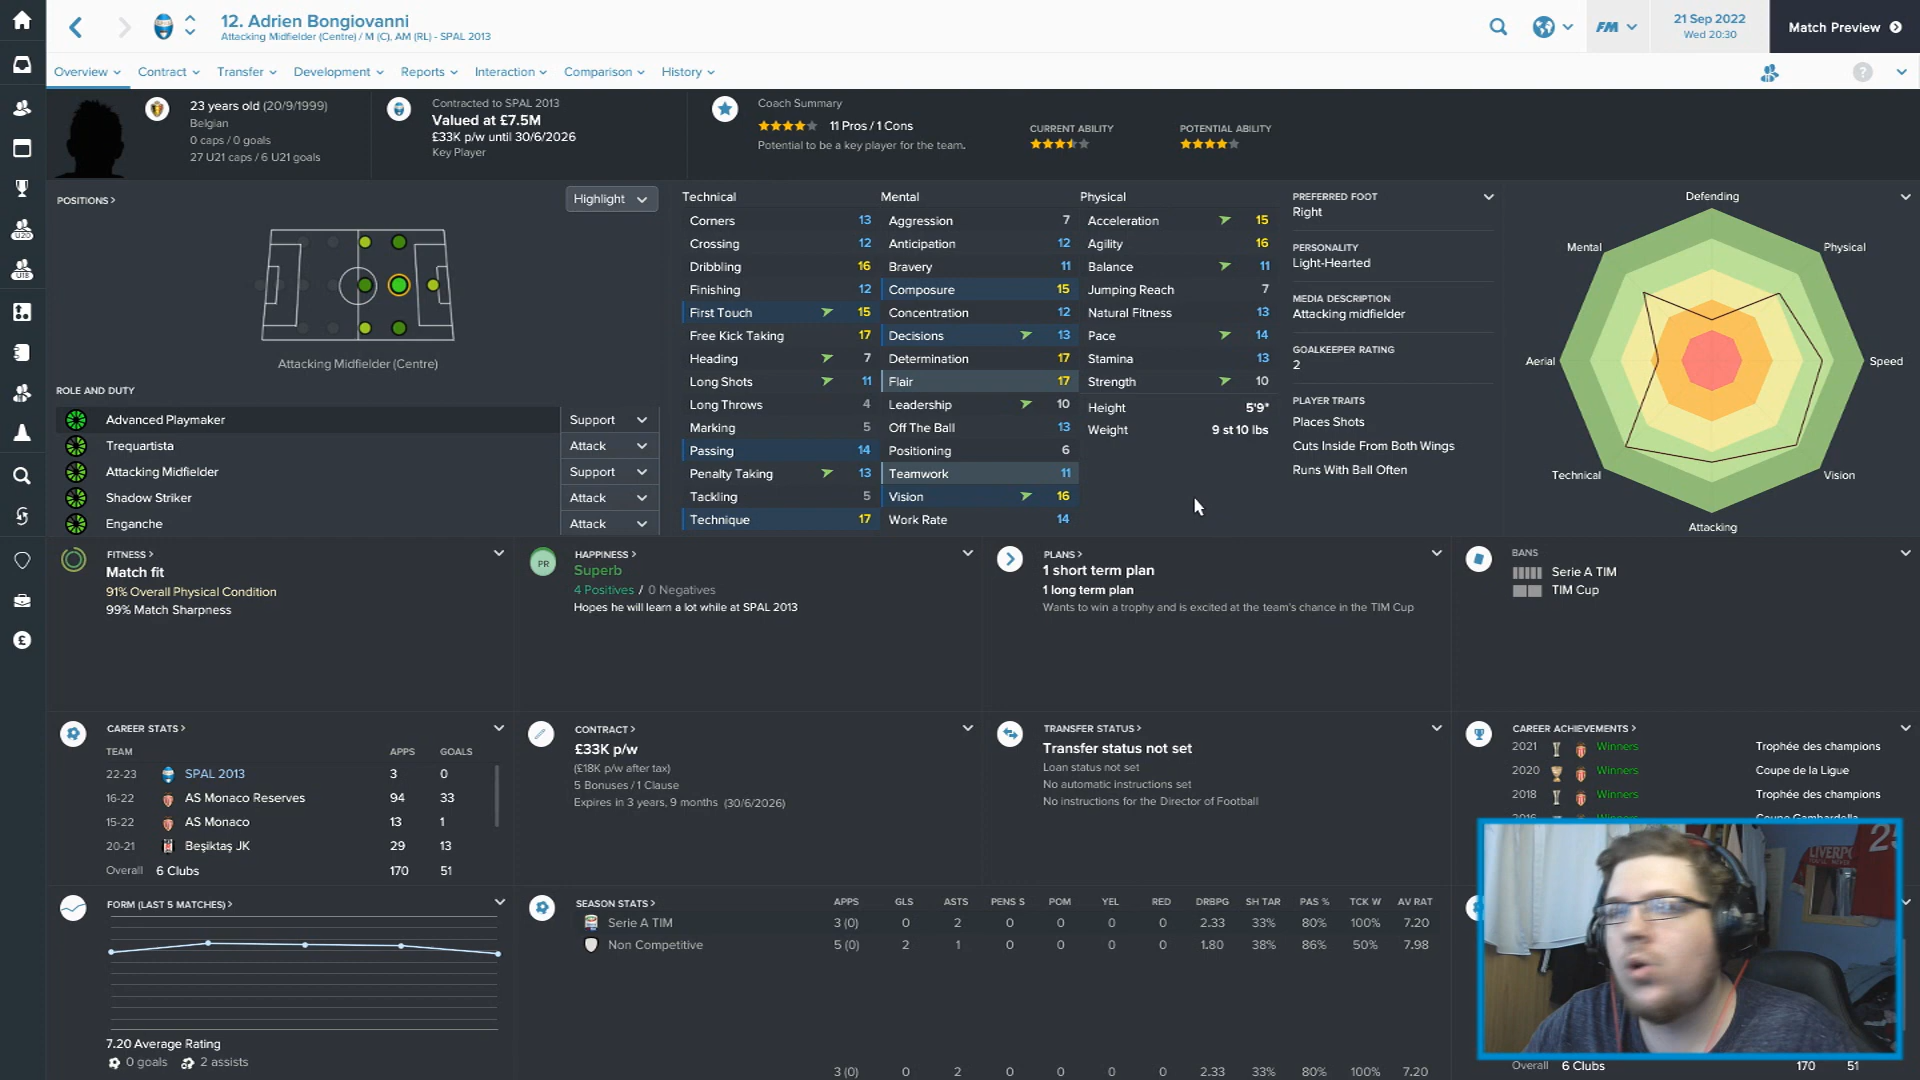 12. Adrien Bongiovanni
Attacking Midfielder (Centre) / M (C), AM (RL) - SPAL 2013
FM
21 Sep 2022
Wed 20:30
Match Preview
Overview
Contract
Transfer
Development
Reports
Interaction
Comparison
History
?
23 years old (20/9/1999)
Belgian
0 caps / 0 goals
27 U21 caps / 6 U21 goals
Contracted to SPAL 2013
Valued at £7.5M
£33K p/w until 30/6/2026
Key Player
Coach Summary
11 Pros / 1 Cons
Potential to be a key player for the team.
CURRENT ABILITY
POTENTIAL ABILITY
POSITIONS >
Highlight
Attacking Midfielder (Centre)
ROLE AND DUTY
Advanced Playmaker Support
Trequartista Attack
Attacking Midfielder Support
Shadow Striker Attack
Enganche Attack
Technical
Corners 13
Crossing 12
Dribbling 16
Finishing 12
First Touch 15
Free Kick Taking 17
Heading 7
Long Shots 11
Long Throws 4
Marking 5
Passing 14
Penalty Taking 13
Tackling 5
Technique 17
Mental
Aggression 7
Anticipation 12
Bravery 11
Composure 15
Concentration 12
Decisions 13
Determination 17
Flair 17
Leadership 10
Off The Ball 13
Positioning 6
Teamwork 11
Vision 16
Work Rate 14
Physical
Acceleration 15
Agility 16
Balance 11
Jumping Reach 7
Natural Fitness 13
Pace 14
Stamina 13
Strength 10
Height 5'9"
Weight 9 st 10 lbs
PREFERRED FOOT
Right
PERSONALITY
Light-Hearted
MEDIA DESCRIPTION
Attacking midfielder
GOALKEEPER RATING
2
PLAYER TRAITS
Places Shots
Cuts Inside From Both Wings
Runs With Ball Often
Defending
Mental
Physical
Aerial
Speed
Technical
Vision
Attacking
FITNESS >
Match fit
91% Overall Physical Condition
99% Match Sharpness
PR
HAPPINESS >
Superb
4 Positives / 0 Negatives
Hopes he will learn a lot while at SPAL 2013
PLANS >
1 short term plan
1 long term plan
Wants to win a trophy and is excited at the team's chance in the TIM Cup
BANS
Serie A TIM
TIM Cup
CAREER STATS >
TEAM APPS GOALS
22-23 SPAL 2013 3 0
16-22 AS Monaco Reserves 94 33
15-22 AS Monaco 13 1
20-21 Beşiktaş JK 29 13
Overall 6 Clubs 170 51
CONTRACT >
£33K p/w
(£18K p/w after tax)
5 Bonuses / 1 Clause
Expires in 3 years, 9 months (30/6/2026)
TRANSFER STATUS >
Transfer status not set
Loan status not set
No automatic instructions set
No instructions for the Director of Football
CAREER ACHIEVEMENTS >
2021 Winners Trophée des champions
2020 Winners Coupe de la Ligue
2018 Winners Trophée des champions
FORM (LAST 5 MATCHES) >
7.20 Average Rating
0 goals 2 assists
SEASON STATS > APPS GLS ASTS PENS S POM YEL RED DRBPG SH TAR PAS % TCK W AV RAT
Serie A TIM 3 (0) 0 2 0 0 0 0 2.33 33% 80% 100% 7.20
Non Competitive 5 (0) 2 1 0 0 0 0 1.80 38% 86% 50% 7.98
3 (0) 0 2 0 0 0 0 2.33 33% 80% 100% 7.20
Overall 6 Clubs 170 51
U20
U18